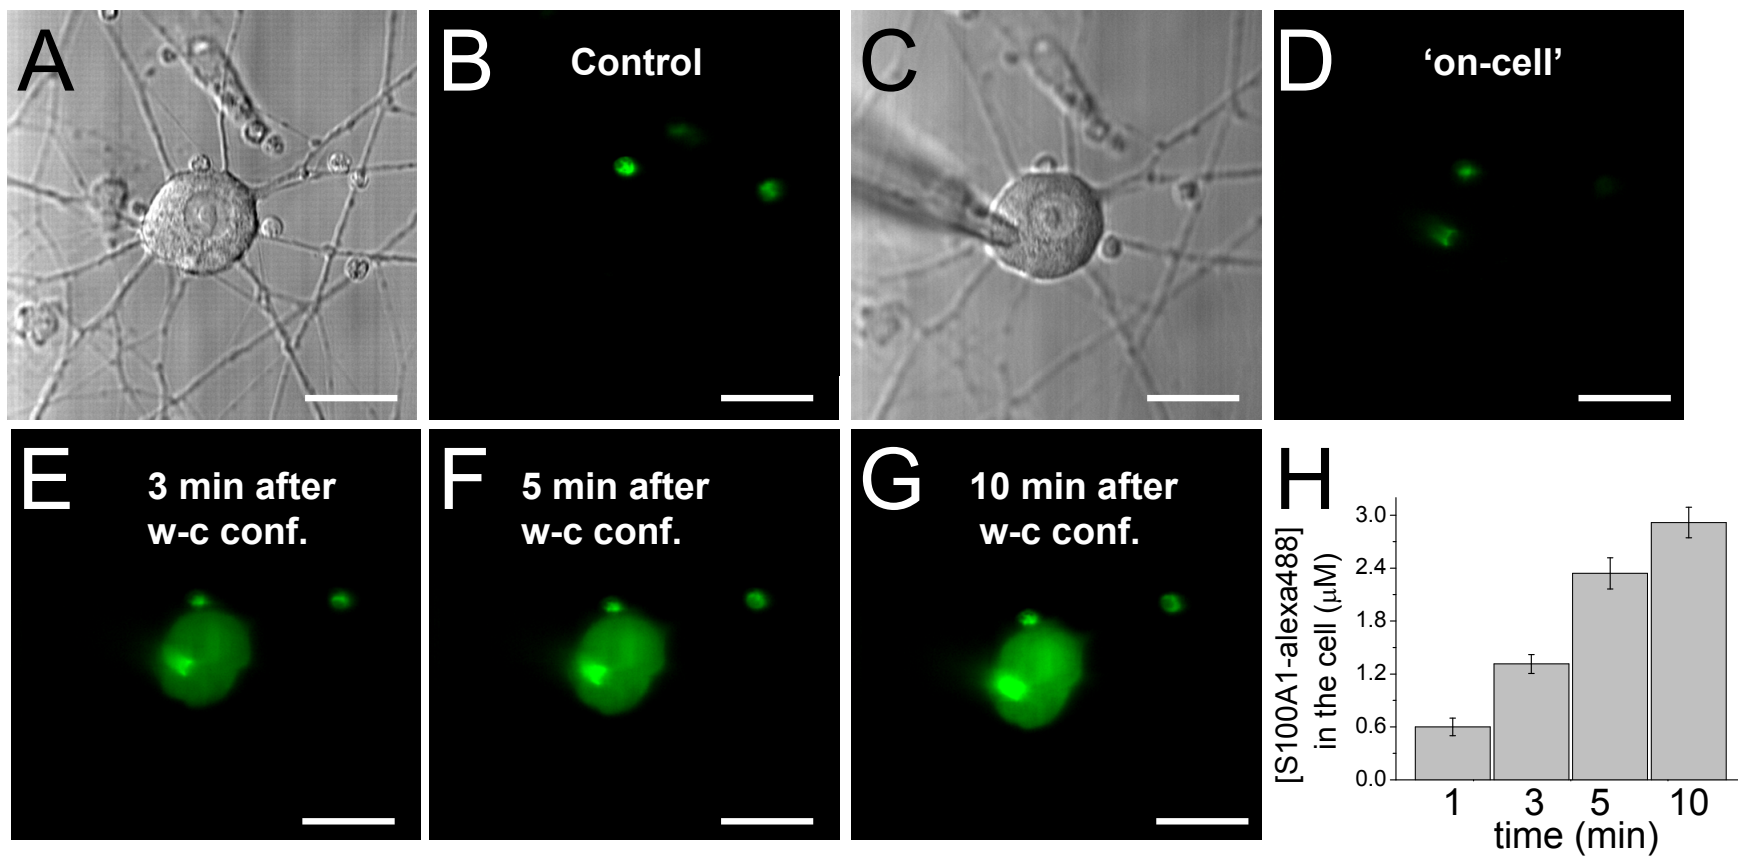 A
B
Control
C
D
‘on-cell’
E
3 min after
w-c conf.
F
5 min after
w-c conf.
G
10 min after
w-c conf.
H
[S100A1-alexa488]
in the cell (μM)
3.0
2.4
1.8
1.2
0.6
0.0
1 3 5 10
time (min)